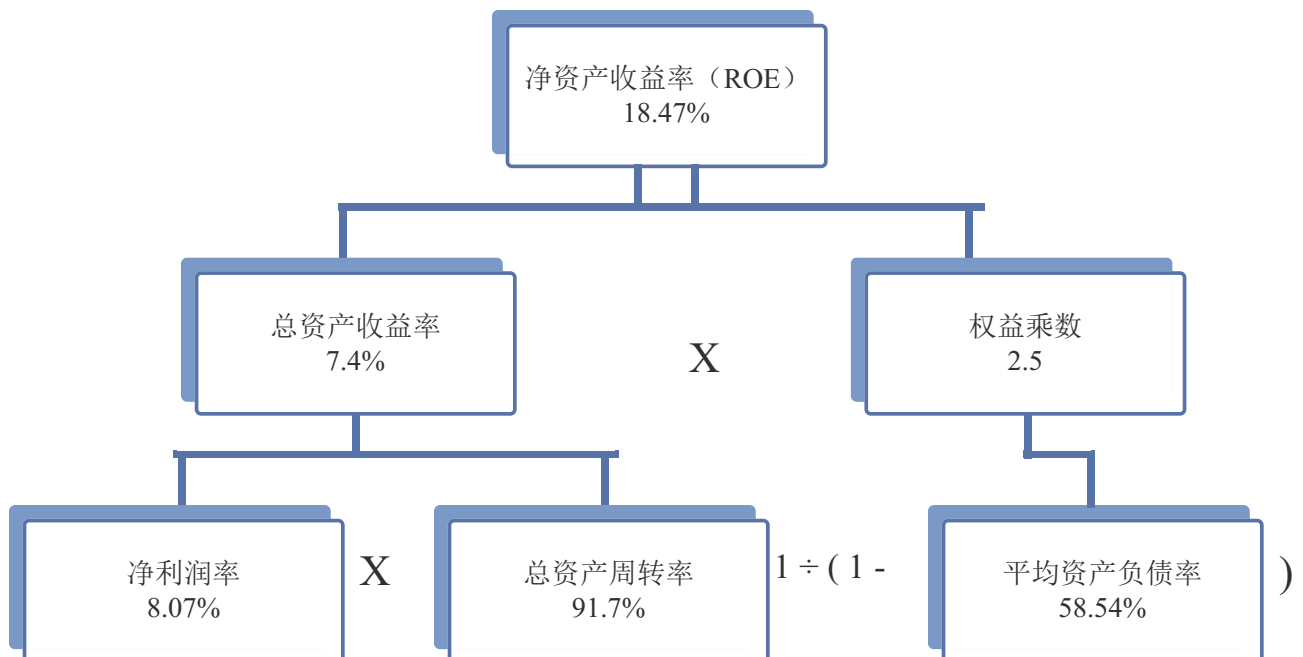 净资产收益率（ROE）
18.47%
总资产收益率
7.4%
X
权益乘数
2.5
净利润率
8.07%
X
总资产周转率
91.7%
1 ÷ ( 1 -
平均资产负债率
58.54%
)